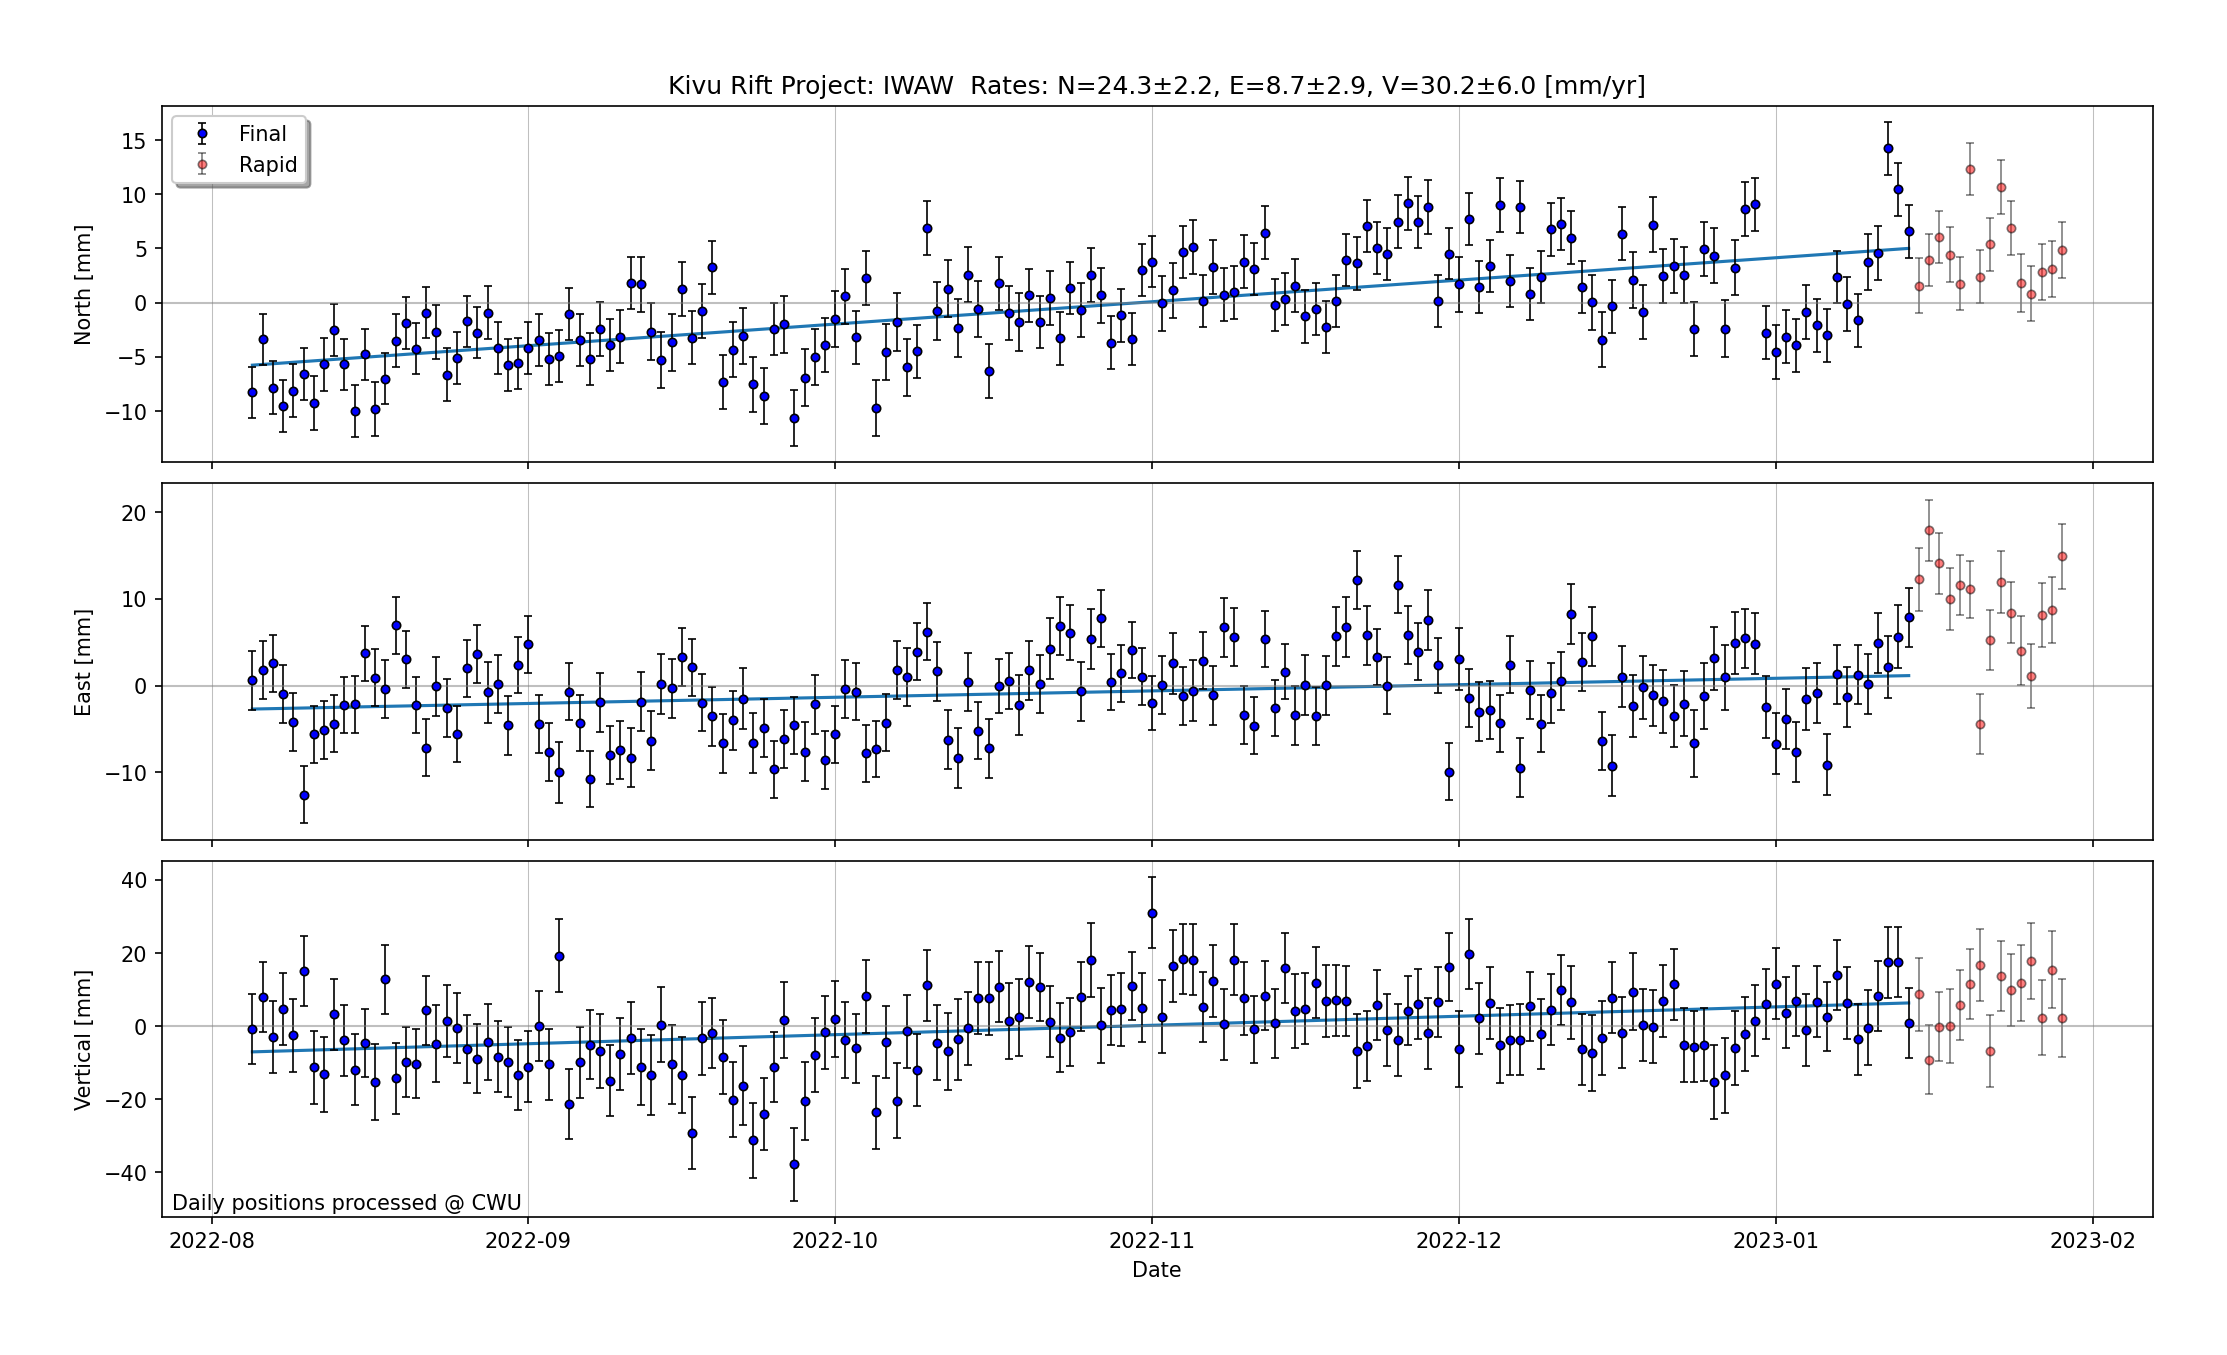 Kivu Rift Project: IWAW  Rates: N=24.3±2.2, E=8.7±2.9, V=30.2±6.0 [mm/yr]
Final
Rapid
North [mm]
15
10
5
0
−5
−10
East [mm]
20
10
0
−10
Vertical [mm]
40
20
0
−20
−40
Daily positions processed @ CWU
2022-08 2022-09 2022-10 2022-11 2022-12 2023-01 2023-02
Date